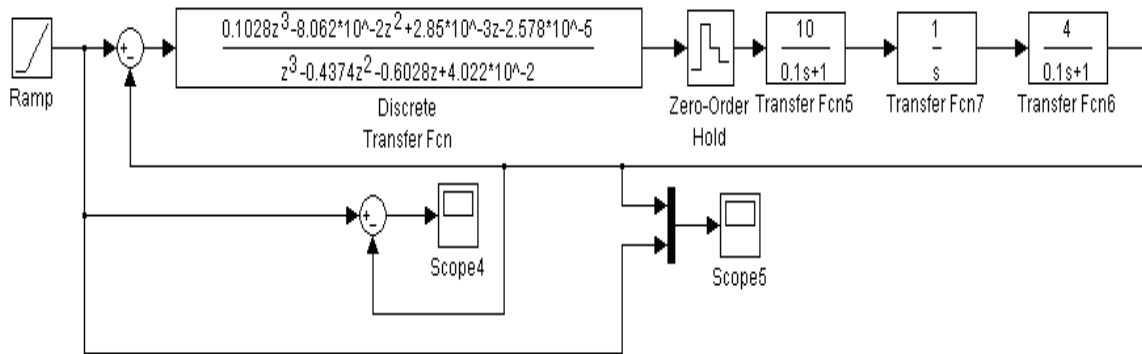 Ramp
+
-
0.1028z^3-8.062*10^-2z^2+2.85*10^-3z-2.578*10^-5
z^3-0.4374z^2-0.6028z+4.022*10^-2
Discrete
Transfer Fcn
Zero-Order
Hold
10
0.1s+1
Transfer Fcn5
1
s
Transfer Fcn7
4
0.1s+1
Transfer Fcn6
+
-
Scope4
Scope5